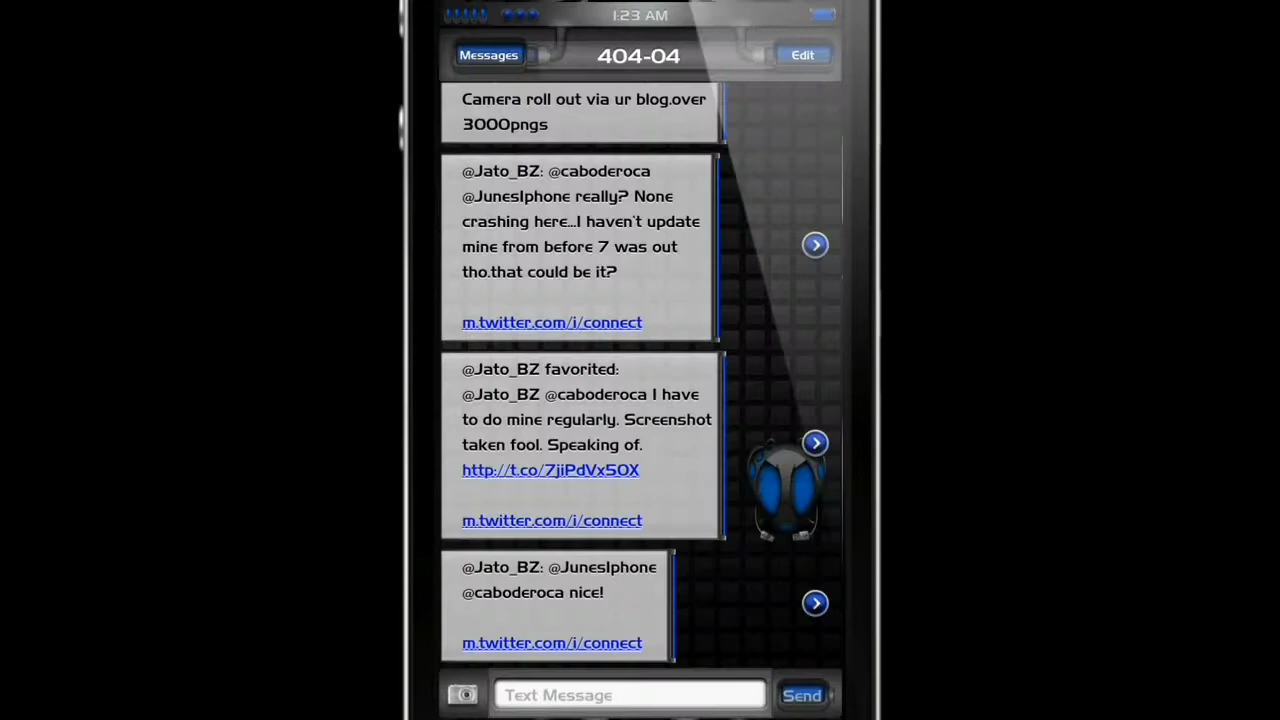 1:23 AM
Messages
404-04
Edit
Camera roll out via ur blog.over
3000pngs
@Jato_BZ: @caboderoca
@JunesIphone really? None
crashing here...I haven't update
mine from before 7 was out
tho.that could be it?
m.twitter.com/i/connect
@Jato_BZ favorited:
@Jato_BZ @caboderoca I have
to do mine regularly. Screenshot
taken fool. Speaking of.
http://t.co/7jiPdVx5OX
m.twitter.com/i/connect
@Jato_BZ: @JunesIphone
@caboderoca nice!
m.twitter.com/i/connect
Text Message
Send